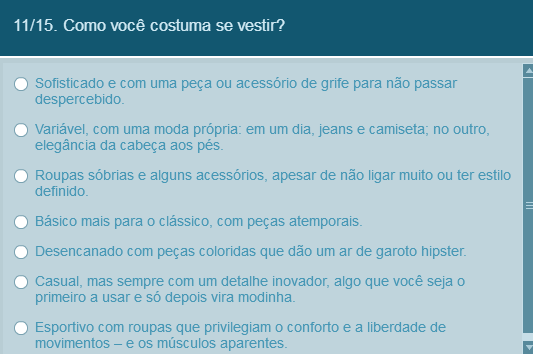 11/15. Como você costuma se vestir?
Sofisticado e com uma peça ou acessório de grife para não passar
despercebido.
Variável, com uma moda própria: em um dia, jeans e camiseta; no outro,
elegância da cabeça aos pés.
Roupas sóbrias e alguns acessórios, apesar de não ligar muito ou ter estilo
definido.
Básico mais para o clássico, com peças atemporais.
Desencanado com peças coloridas que dão um ar de garoto hipster.
Casual, mas sempre com um detalhe inovador, algo que você seja o
primeiro a usar e só depois vira modinha.
Esportivo com roupas que privilegiam o conforto e a liberdade de
movimentos – e os músculos aparentes.